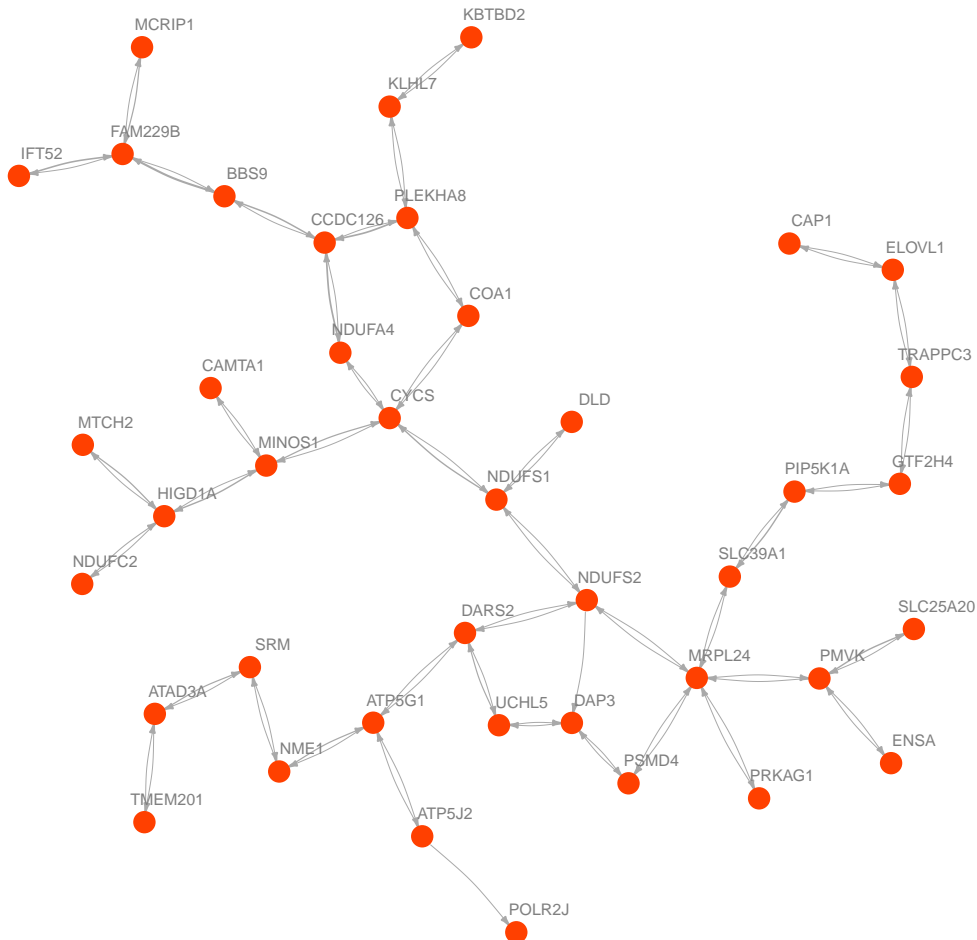 MCRIP1
KBTBD2
KLHL7
FAM229B
IFT52
BBS9
PLEKHA8
CCDC126
CAP1
ELOVL1
COA1
NDUFA4
TRAPPC3
CAMTA1
CYCS
DLD
MTCH2
MINOS1
NDUFS1
PIP5K1A
GTF2H4
HIGD1A
NDUFC2
NDUFS2
SLC39A1
SLC25A20
DARS2
SRM
MRPL24
PMVK
ATAD3A
ATP5G1
UCHL5
DAP3
NME1
PSMD4
ENSA
PRKAG1
TMEM201
ATP5J2
POLR2J